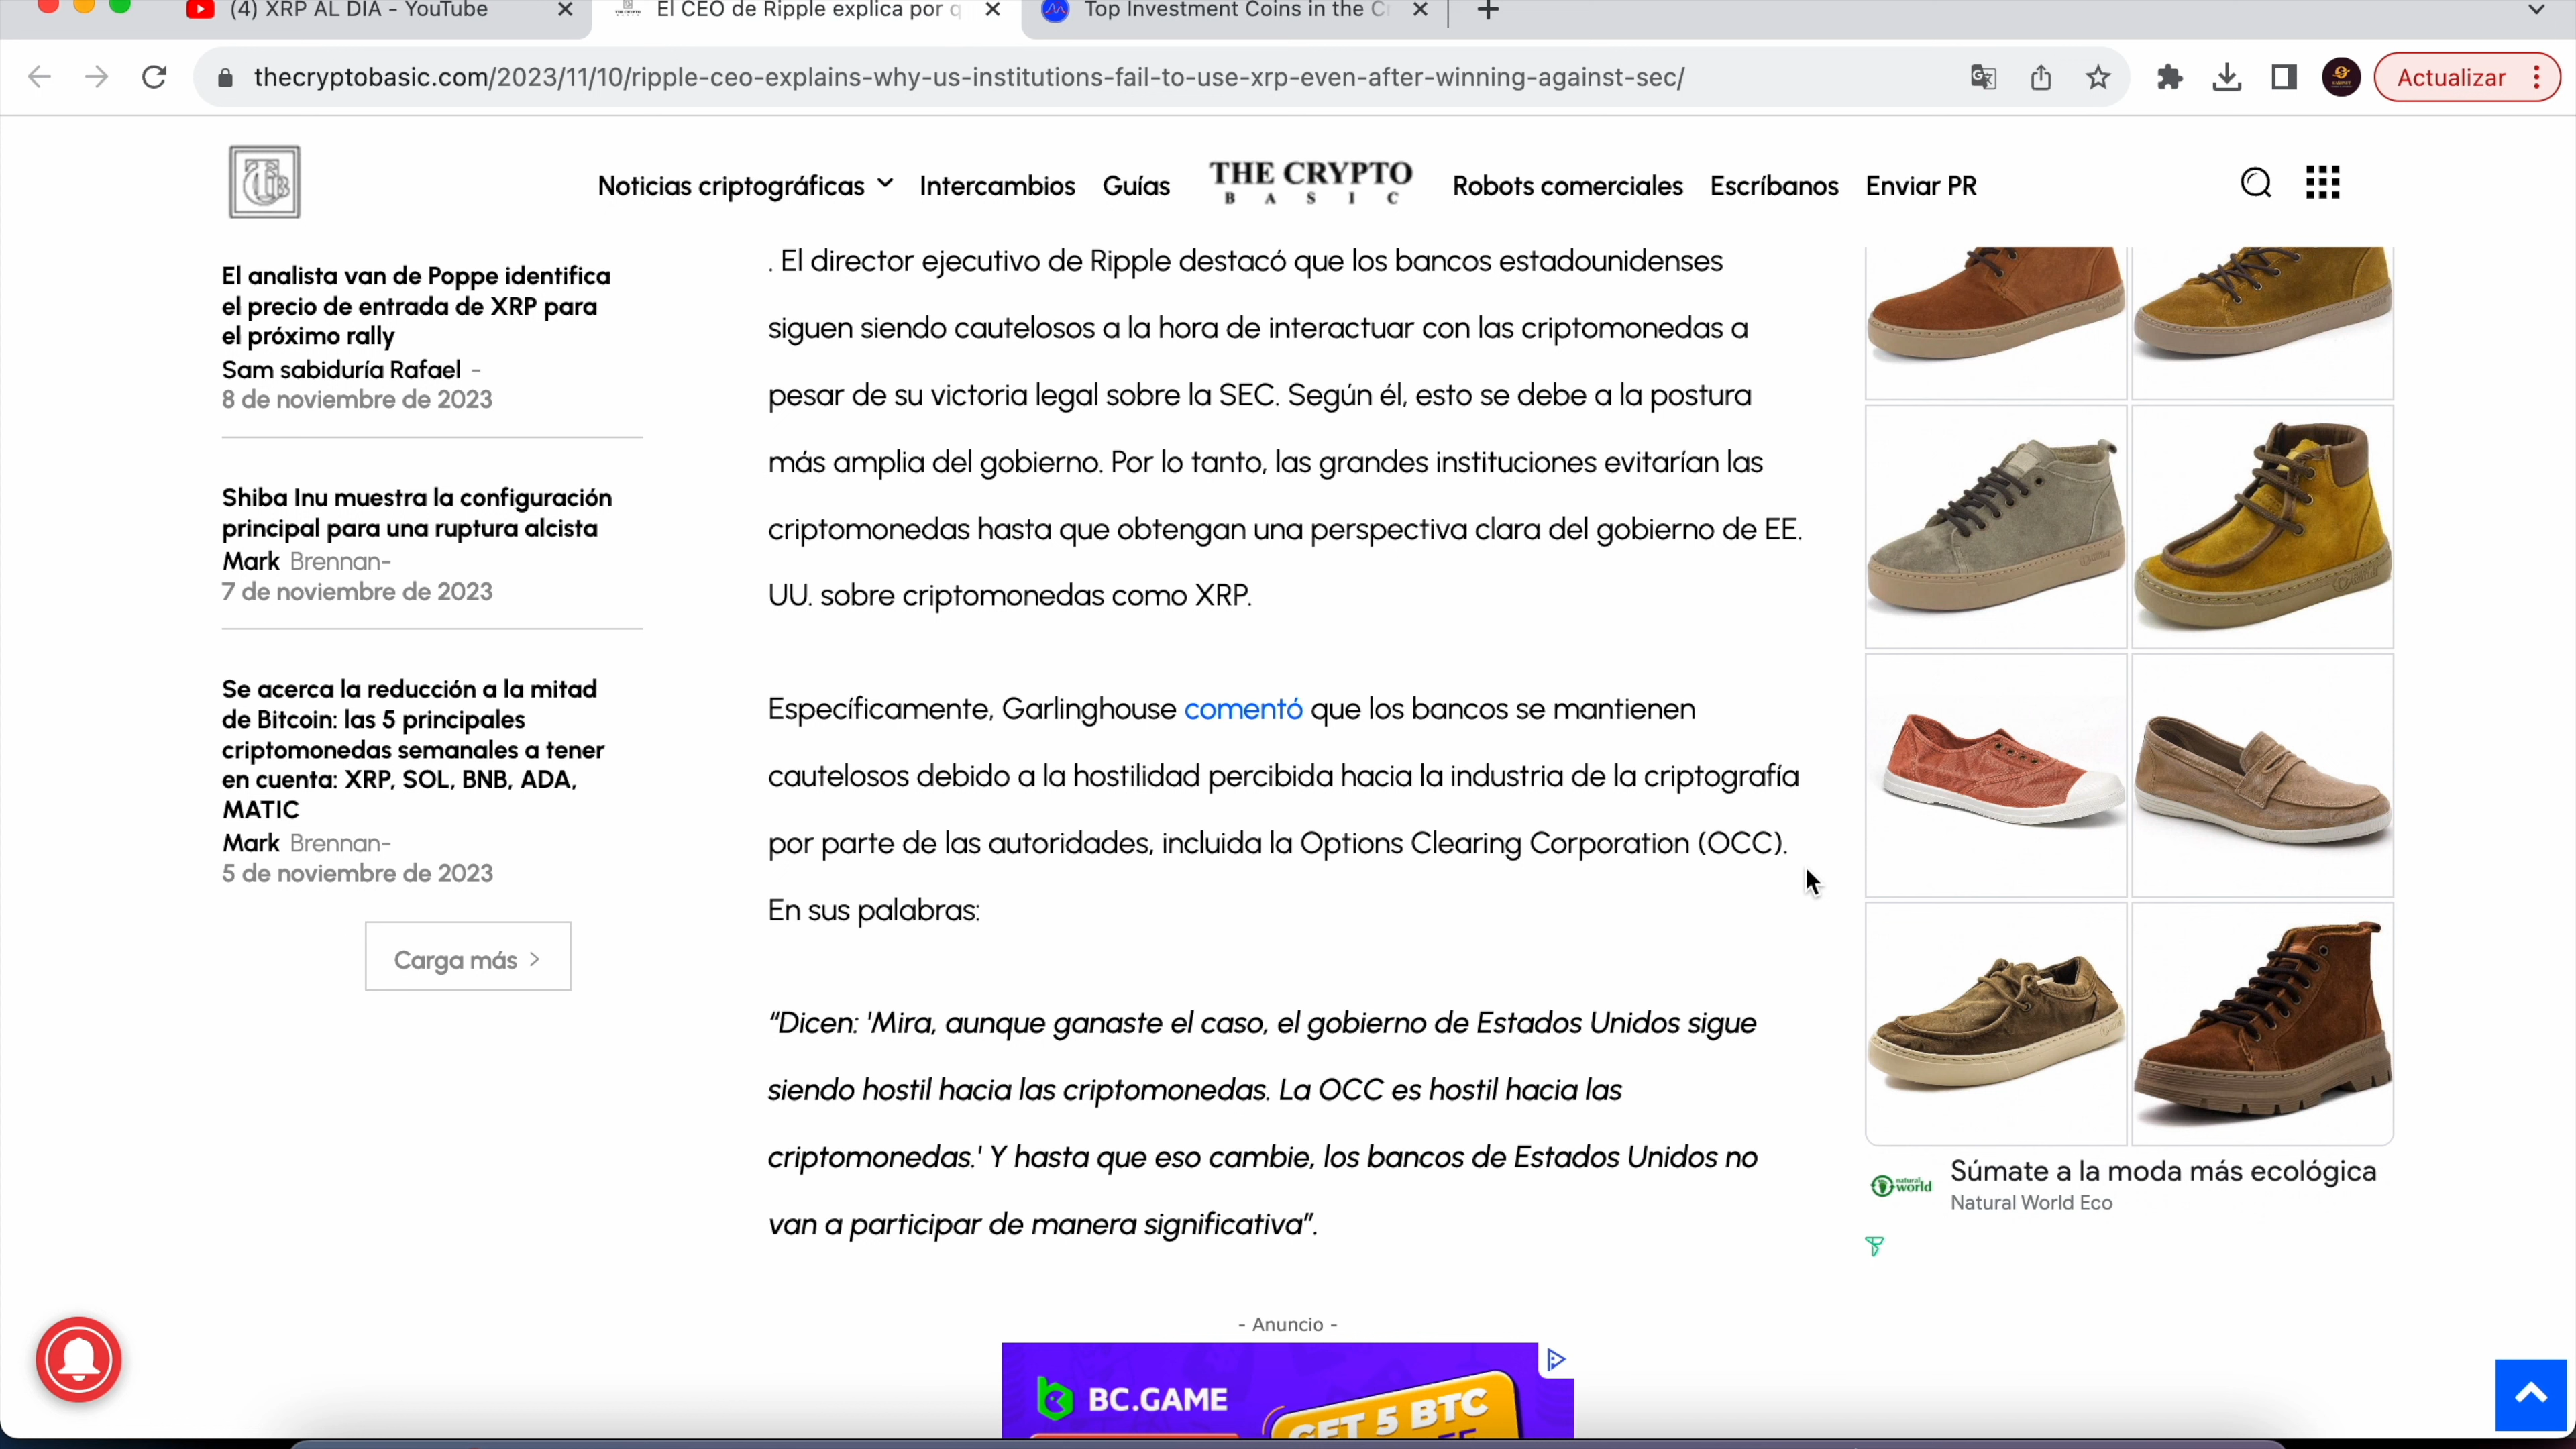 (4) XRP AL DIA - YouTube
El CEO de Ripple explica por q
Top Investment Coins in the Cr
thecryptobasic.com/2023/11/10/ripple-ceo-explains-why-us-institutions-fail-to-use-xrp-even-after-winning-against-sec/
Actualizar
Noticias criptográficas
Intercambios
Guías
THE CRYPTO
BASIC
Robots comerciales
Escríbanos
Enviar PR
El analista van de Poppe identifica
el precio de entrada de XRP para
el próximo rally
Sam sabiduría Rafael -
8 de noviembre de 2023
Shiba Inu muestra la configuración
principal para una ruptura alcista
Mark Brennan-
7 de noviembre de 2023
Se acerca la reducción a la mitad
de Bitcoin: las 5 principales
criptomonedas semanales a tener
en cuenta: XRP, SOL, BNB, ADA,
MATIC
Mark Brennan-
5 de noviembre de 2023
Carga más >
. El director ejecutivo de Ripple destacó que los bancos estadounidenses
siguen siendo cautelosos a la hora de interactuar con las criptomonedas a
pesar de su victoria legal sobre la SEC. Según él, esto se debe a la postura
más amplia del gobierno. Por lo tanto, las grandes instituciones evitarían las
criptomonedas hasta que obtengan una perspectiva clara del gobierno de EE.
UU. sobre criptomonedas como XRP.
Específicamente, Garlinghouse comentó que los bancos se mantienen
cautelosos debido a la hostilidad percibida hacia la industria de la criptografía
por parte de las autoridades, incluida la Options Clearing Corporation (OCC).
En sus palabras:
“Dicen: 'Mira, aunque ganaste el caso, el gobierno de Estados Unidos sigue
siendo hostil hacia las criptomonedas. La OCC es hostil hacia las
criptomonedas.' Y hasta que eso cambie, los bancos de Estados Unidos no
van a participar de manera significativa”.
natural
world
Súmate a la moda más ecológica
Natural World Eco
- Anuncio -
BC.GAME
GET 5 BTC